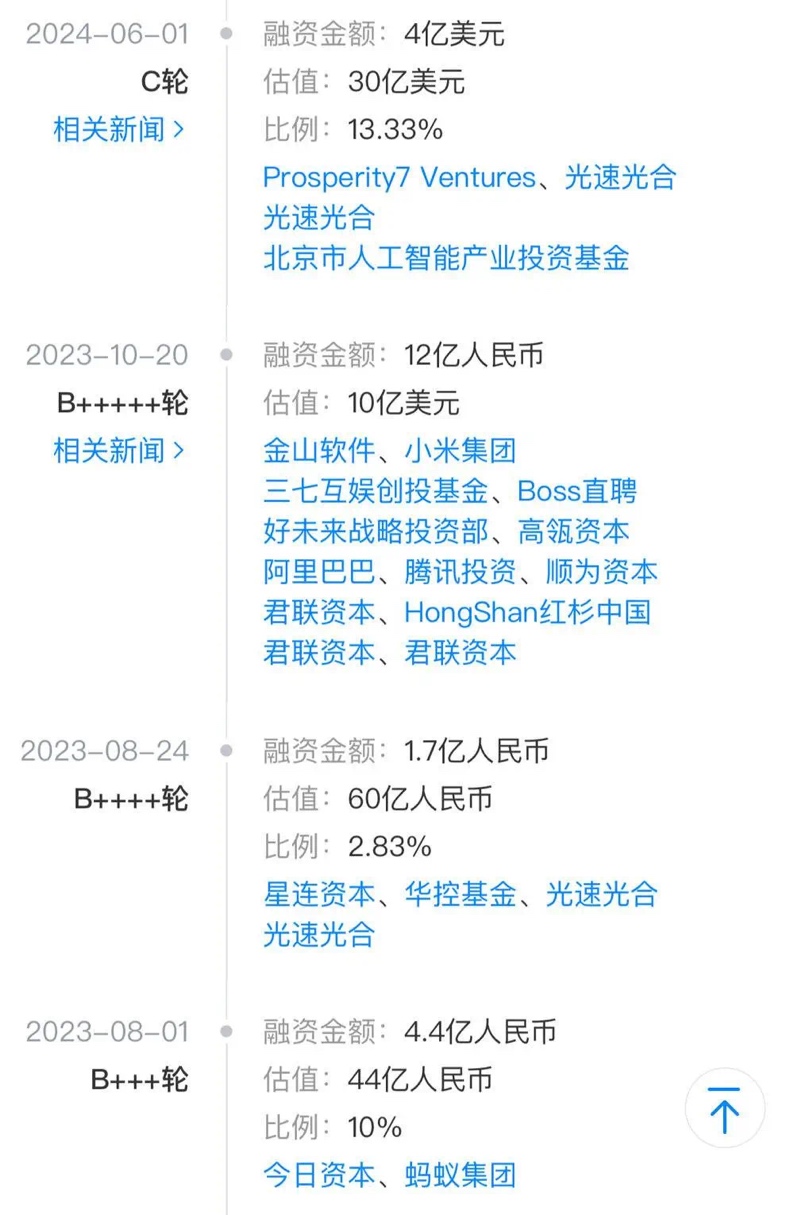 2024-06-01
C轮
相关新闻 >
融资金额：4亿美元
估值：30亿美元
比例：13.33%
Prosperity7 Ventures、光速光合
光速光合
北京市人工智能产业投资基金
2023-10-20
B+++++轮
相关新闻 >
融资金额：12亿人民币
估值：10亿美元
金山软件、小米集团
三七互娱创投基金、Boss直聘
好未来战略投资部、高瓴资本
阿里巴巴、腾讯投资、顺为资本
君联资本、HongShan红杉中国
君联资本、君联资本
2023-08-24
B++++轮
融资金额：1.7亿人民币
估值：60亿人民币
比例：2.83%
星连资本、华控基金、光速光合
光速光合
2023-08-01
B+++轮
融资金额：4.4亿人民币
估值：44亿人民币
比例：10%
今日资本、蚂蚁集团